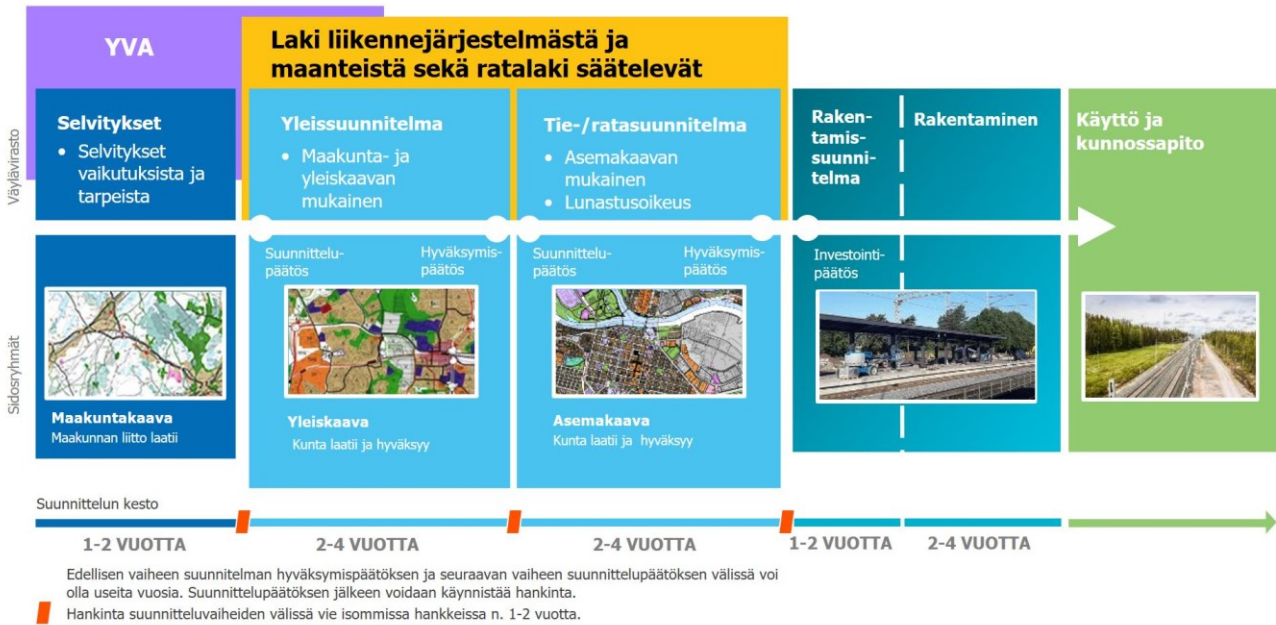 YVA
Laki liikennejärjestelmästä ja
maanteistä sekä ratalaki säätelevät
Väylävirasto
Selvitykset
• Selvitykset
vaikutuksista ja
tarpeista
Yleissuunnitelma
• Maakunta- ja
yleiskaavan
mukainen
Tie-/ratasuunnitelma
• Asemakaavan
mukainen
• Lunastusoikeus
Raken-
tamis-
suunni-
telma
Rakentaminen
Käyttö ja
kunnossapito
Sidosryhmät
Suunnittelu-
päätös
Hyväksymis-
päätös
Suunnittelu-
päätös
Hyväksymis-
päätös
Investointi-
päätös
Maakuntakaava
Maakunnan liitto laatii
Yleiskaava
Kunta laatii ja hyväksyy
Asemakaava
Kunta laatii ja hyväksyy
Suunnittelun kesto
1-2 VUOTTA
2-4 VUOTTA
2-4 VUOTTA
1-2 VUOTTA
2-4 VUOTTA
Edellisen vaiheen suunnitelman hyväksymispäätöksen ja seuraavan vaiheen suunnittelupäätöksen välissä voi
olla useita vuosia. Suunnittelupäätöksen jälkeen voidaan käynnistää hankinta.
Hankinta suunnitteluvaiheiden välissä vie isommissa hankkeissa n. 1-2 vuotta.